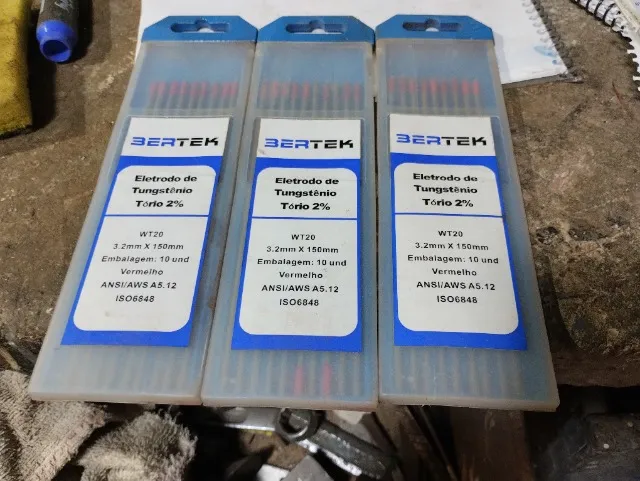 BERTEK
Eletrodo de
Tungstênio
Tório 2%
WT20
3.2mm X 150mm
Embalagem: 10 und
Vermelho
ANSI/AWS A5.12
ISO6848
BERTEK
Eletrodo de
Tungstênio
Tório 2%
WT20
3.2mm X 150mm
Embalagem: 10 und
Vermelho
ANSI/AWS A5.12
ISO6848
BERTEK
Eletrodo de
Tungstênio
Tório 2%
WT20
3.2mm X 150mm
Embalagem: 10 und
Vermelho
ANSI/AWS A5.12
ISO6848